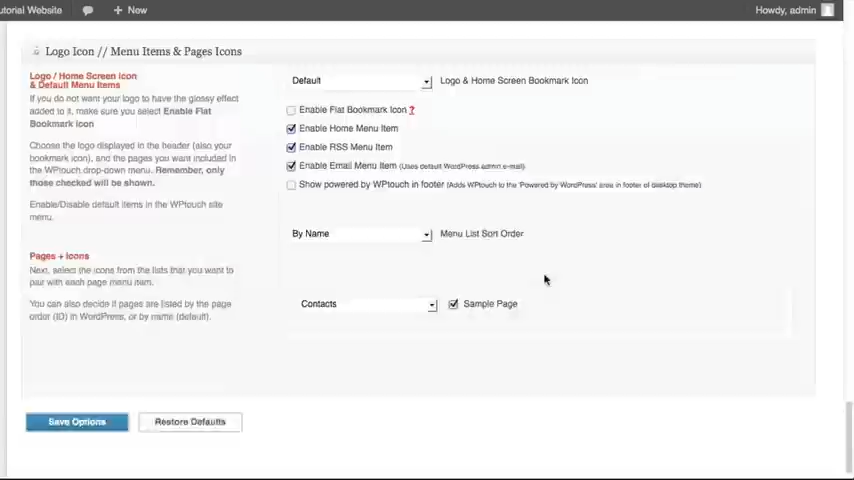 utorial Website
New
Howdy, admin
Logo Icon // Menu Items & Pages Icons
Logo / Home Screen Icon
& Default Menu Items
If you do not want your logo to have the glossy effect
added to it, make sure you select Enable Flat
Bookmark Icon
Choose the logo displayed in the header (also your
bookmark icon), and the pages you want included in
the WPtouch drop-down menu. Remember, only
those checked will be shown.
Enable/Disable default items in the WPtouch site
menu.
Default
Logo & Home Screen Bookmark Icon
Enable Flat Bookmark Icon ?
Enable Home Menu Item
Enable RSS Menu Item
Enable Email Menu Item (Uses default WordPress admin e-mail)
Show powered by WPtouch in footer (Adds WPtouch to the 'Powered by WordPress' area in footer of desktop theme)
By Name
Menu List Sort Order
Pages + Icons
Next, select the icons from the lists that you want to
pair with each page menu item.
You can also decide if pages are listed by the page
order (ID) in WordPress, or by name (default).
Contacts
Sample Page
Save Options
Restore Defaults